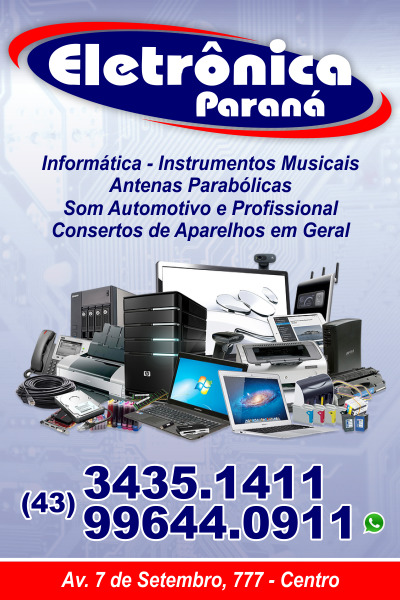 Eletrônica
Paraná
Informática - Instrumentos Musicais
Antenas Parabólicas
Som Automotivo e Profissional
Consertos de Aparelhos em Geral
(43) 3435.1411
99644.0911
Av. 7 de Setembro, 777 - Centro